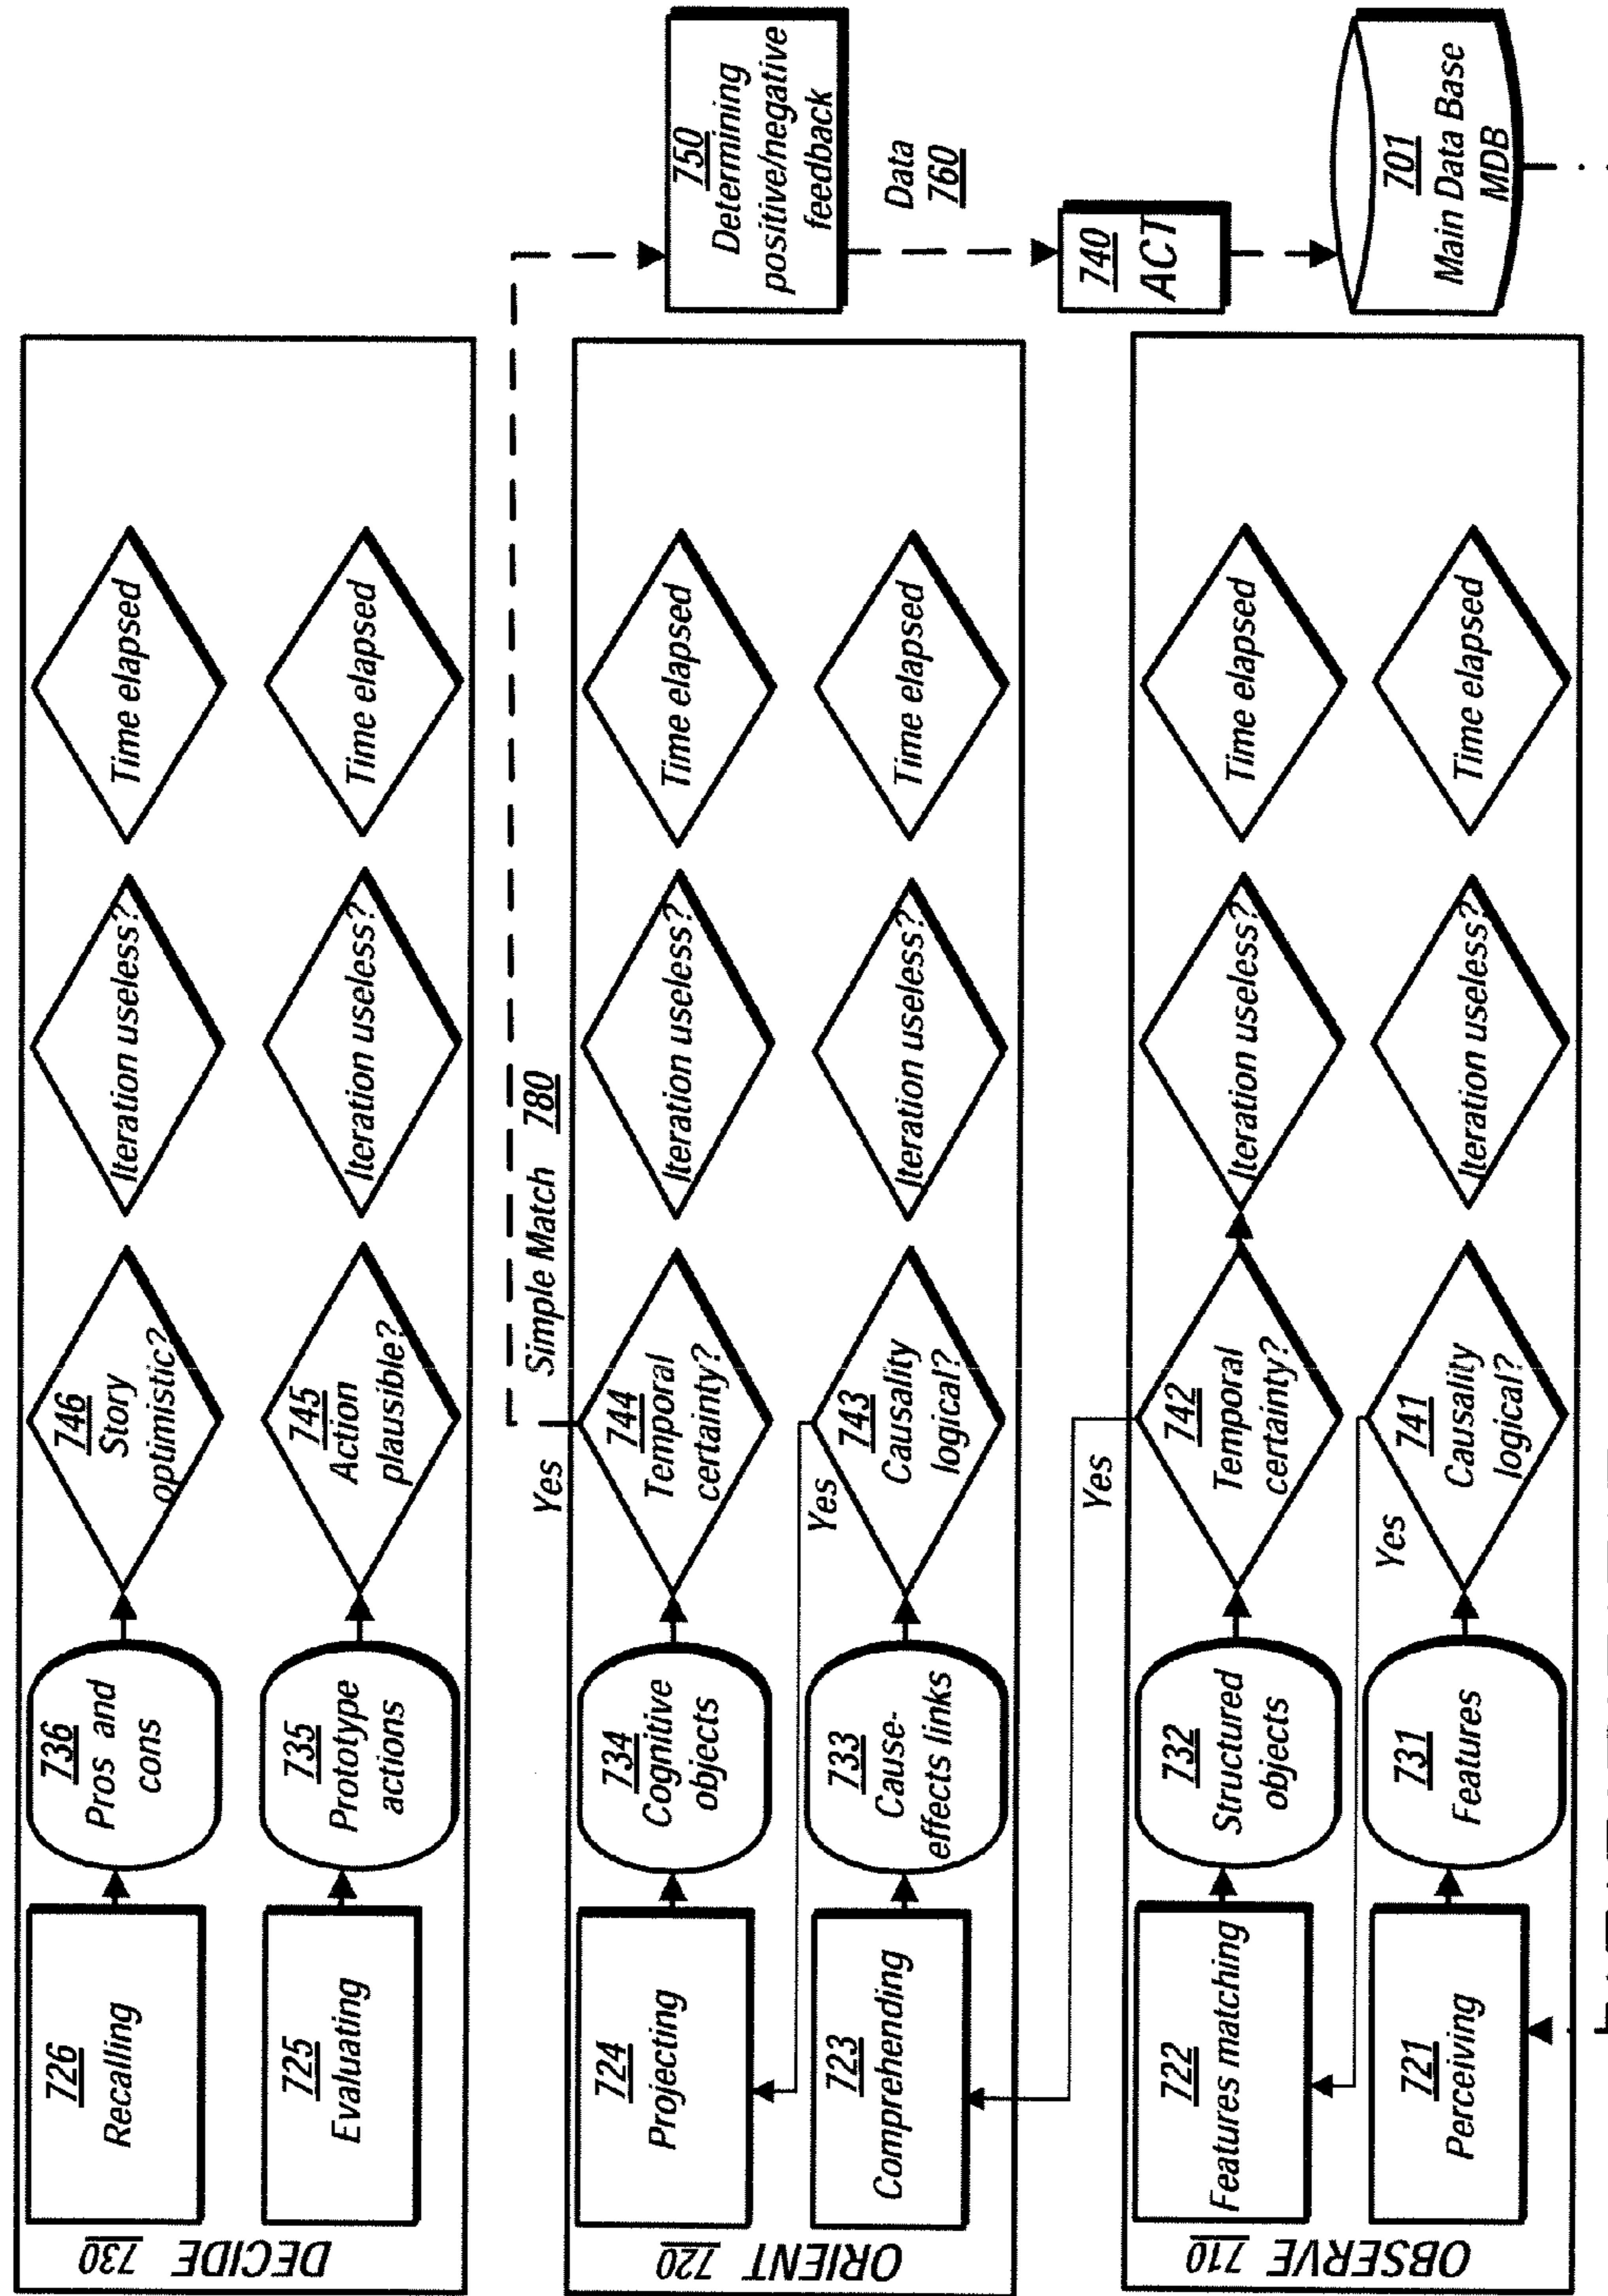 DECIDE 730
726
Recalling
736
Pros and
cons
746
Story
optimistic?
Iteration useless?
Time elapsed
725
Evaluating
735
Prototype
actions
745
Action
plausible?
Iteration useless?
Time elapsed
Yes
Simple Match 780
750
Determining
positive/negative
feedback
ORIENT 720
724
Projecting
734
Cognitive
objects
744
Temporal
certainty?
Iteration useless?
Time elapsed
Data
760
Yes
723
Comprehending
733
Cause-
effects links
743
Causality
logical?
Iteration useless?
Time elapsed
740
ACT
Yes
OBSERVE 710
722
Features matching
732
Structured
objects
742
Temporal
certainty?
Iteration useless?
Time elapsed
Yes
721
Perceiving
731
Features
741
Causality
logical?
Iteration useless?
Time elapsed
701
Main Data Base
MDB